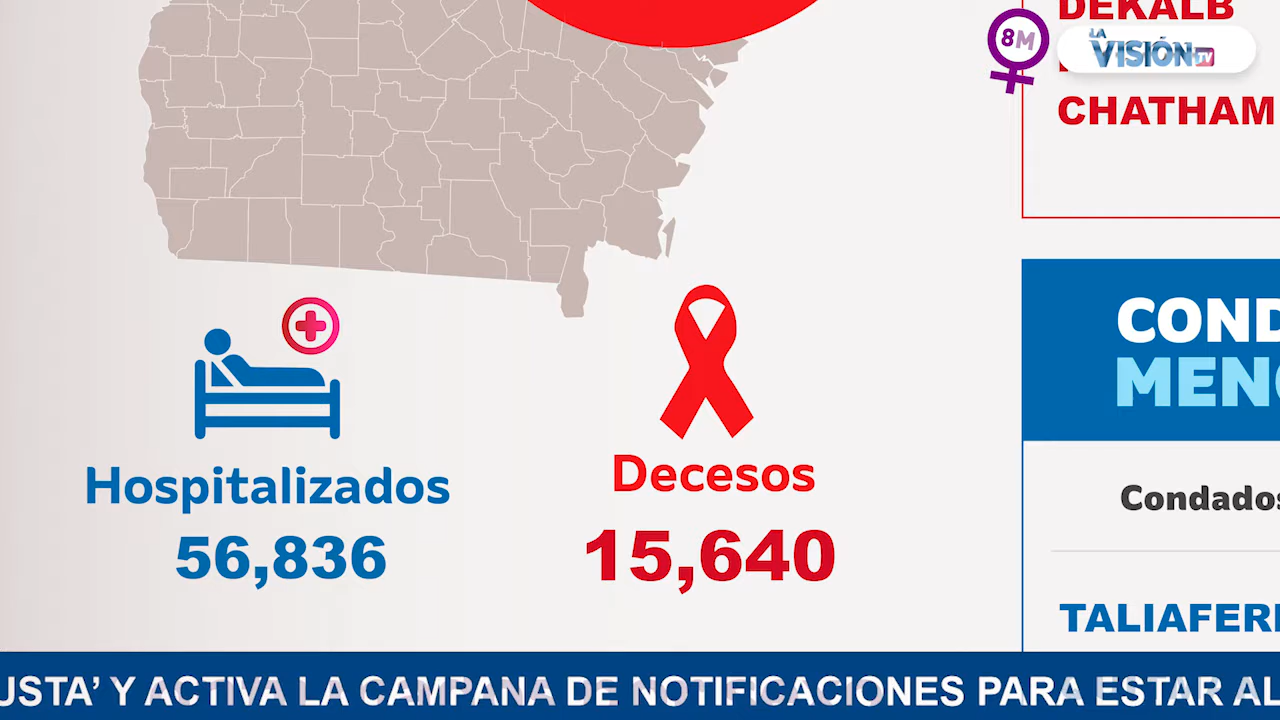 DEKALB
8M
LA
VISIÓN TV
CHATHAM
Hospitalizados
56,836
Decesos
15,640
COND
MEN
Condados
TALIAFER
USTA’ Y ACTIVA LA CAMPANA DE NOTIFICACIONES PARA ESTAR AL